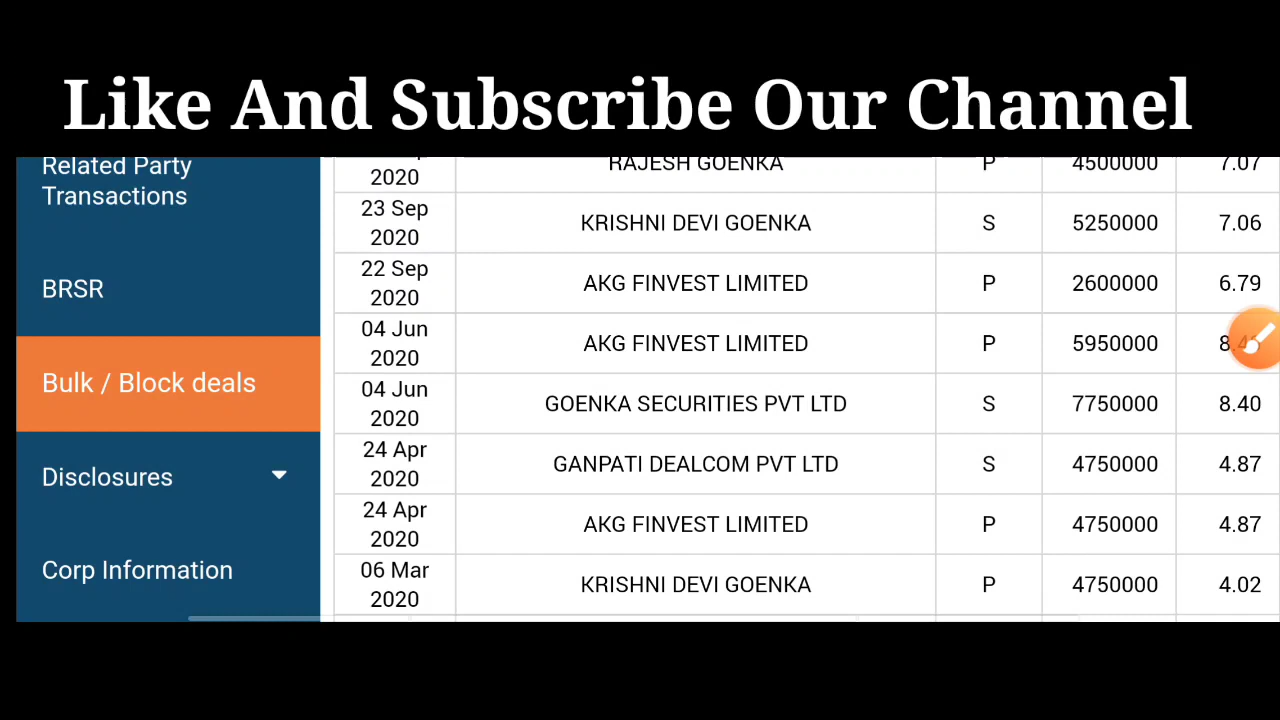 Like And Subscribe Our Channel
Related Party
Transactions
BRSR
Bulk / Block deals
Disclosures
Corp Information
2020 RAJESH GOENKA P 4500000 7.07
23 Sep
2020 KRISHNI DEVI GOENKA S 5250000 7.06
22 Sep
2020 AKG FINVEST LIMITED P 2600000 6.79
04 Jun
2020 AKG FINVEST LIMITED P 5950000
04 Jun
2020 GOENKA SECURITIES PVT LTD S 7750000 8.40
24 Apr
2020 GANPATI DEALCOM PVT LTD S 4750000 4.87
24 Apr
2020 AKG FINVEST LIMITED P 4750000 4.87
06 Mar
2020 KRISHNI DEVI GOENKA P 4750000 4.02